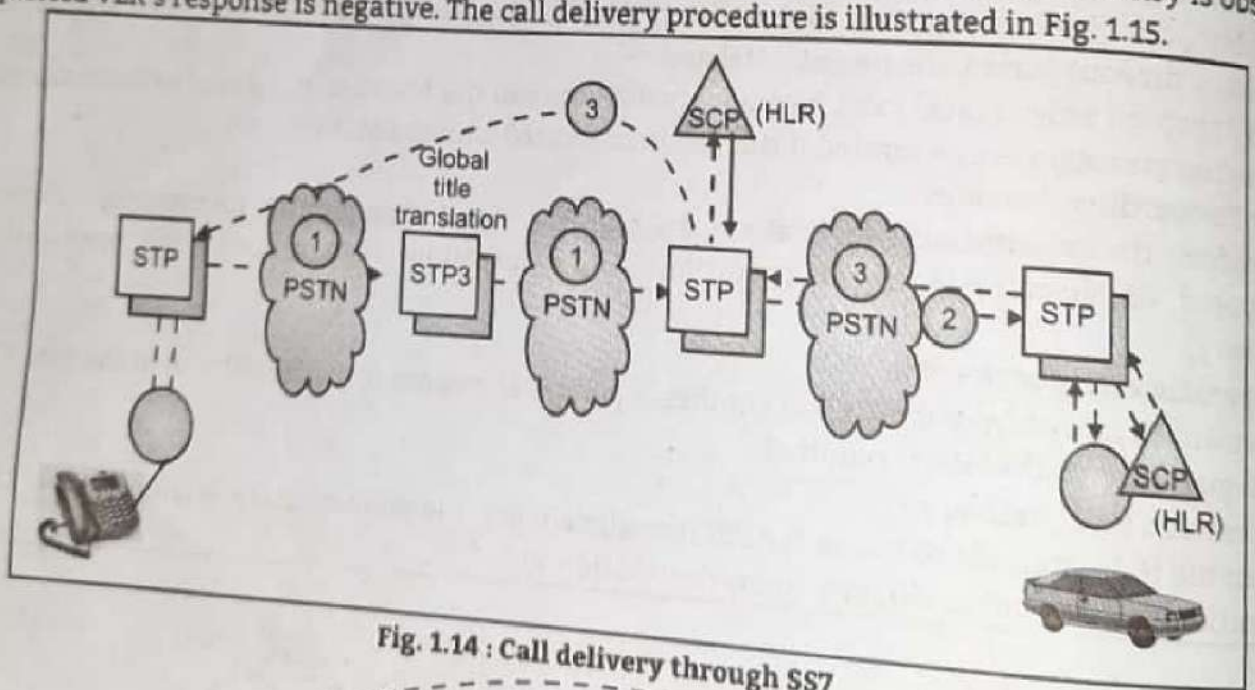 response is negative. The call delivery procedure is illustrated in Fig. 1.15.
3
SCP (HLR)
Global
title
translation
STP
1
PSTN
STP3
1
PSTN
STP
3
PSTN
2
STP
SCP
(HLR)
Fig. 1.14 : Call delivery through SS7